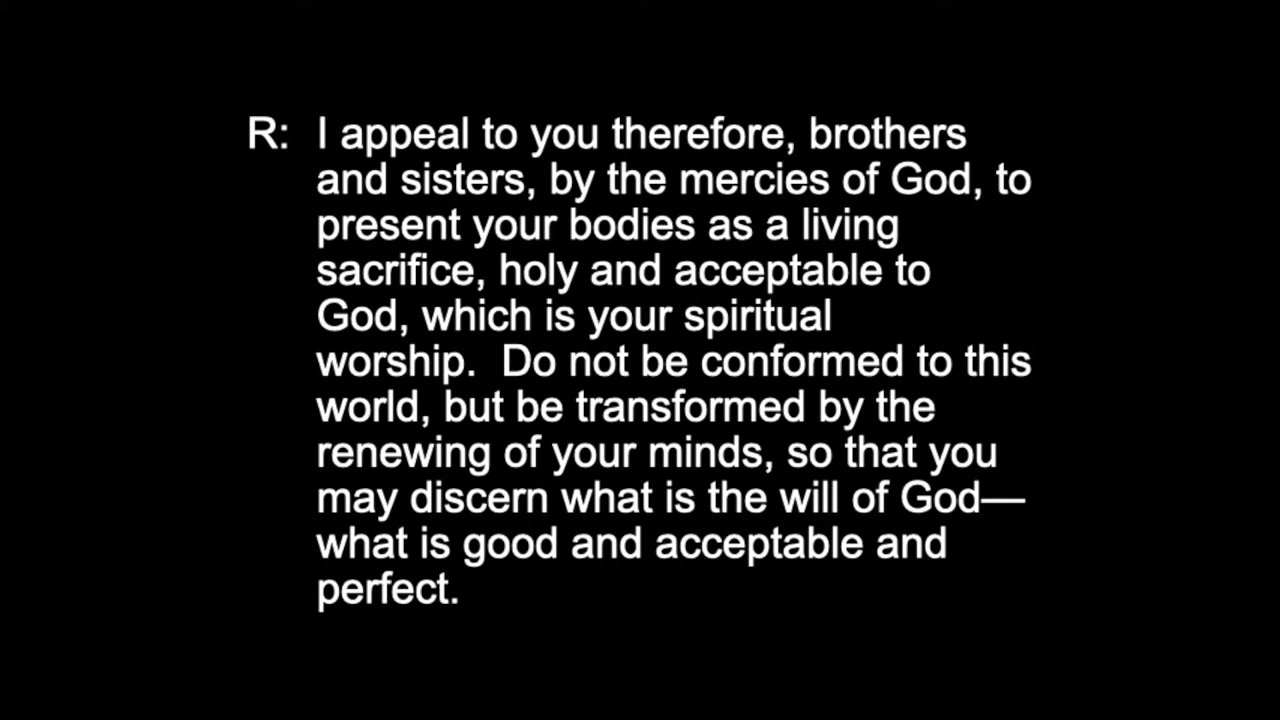 R: I appeal to you therefore, brothers
and sisters, by the mercies of God, to
present your bodies as a living
sacrifice, holy and acceptable to
God, which is your spiritual
worship.  Do not be conformed to this
world, but be transformed by the
renewing of your minds, so that you
may discern what is the will of God—
what is good and acceptable and
perfect.